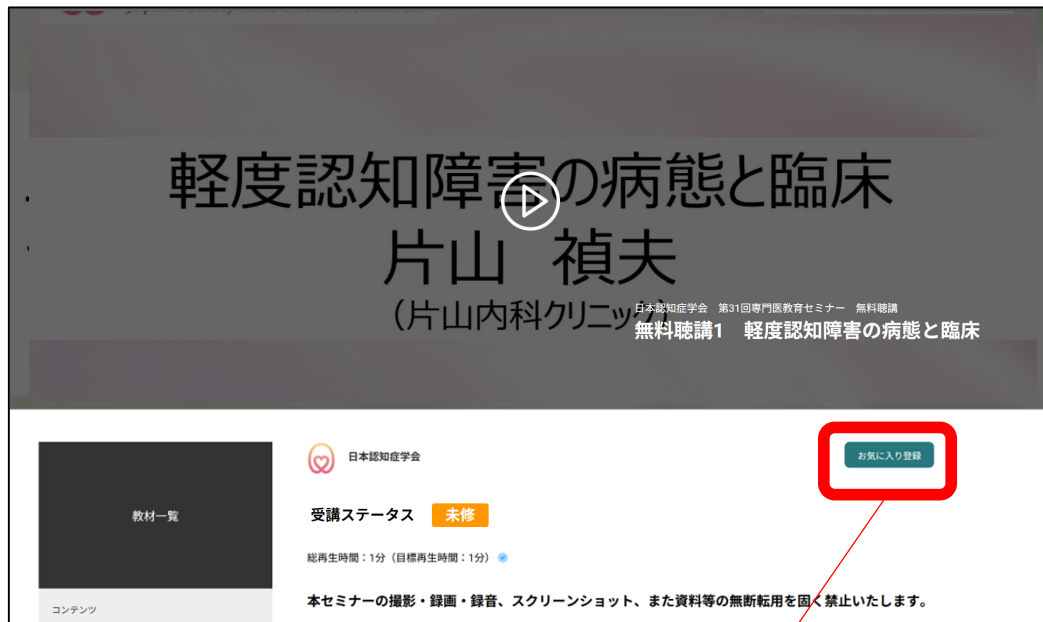 軽度認知障害の病態と臨床
片山　禎夫
(片山内科クリニック)
日本認知症学会　第31回専門医教育セミナー　無料聴講
無料聴講1　軽度認知障害の病態と臨床
日本認知症学会
お気に入り登録
教材一覧
受講ステータス　未修
総再生時間：1分（目標再生時間：1分）
コンテンツ
本セミナーの撮影・録画・録音、スクリーンショット、また資料等の無断転用を固く禁止いたします。